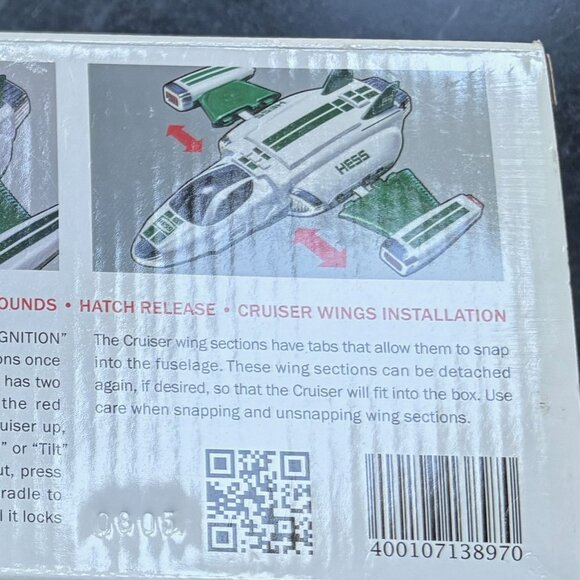 HESS
OUNDS • HATCH RELEASE • CRUISER WINGS INSTALLATION
GNITION"
ons once
has two
the red
uiser up,
" or "Tilt"
ut, press
radle to
l it locks
The Cruiser wing sections have tabs that allow them to snap
into the fuselage. These wing sections can be detached
again, if desired, so that the Cruiser will fit into the box. Use
care when snapping and unsnapping wing sections.
0805
400107138970